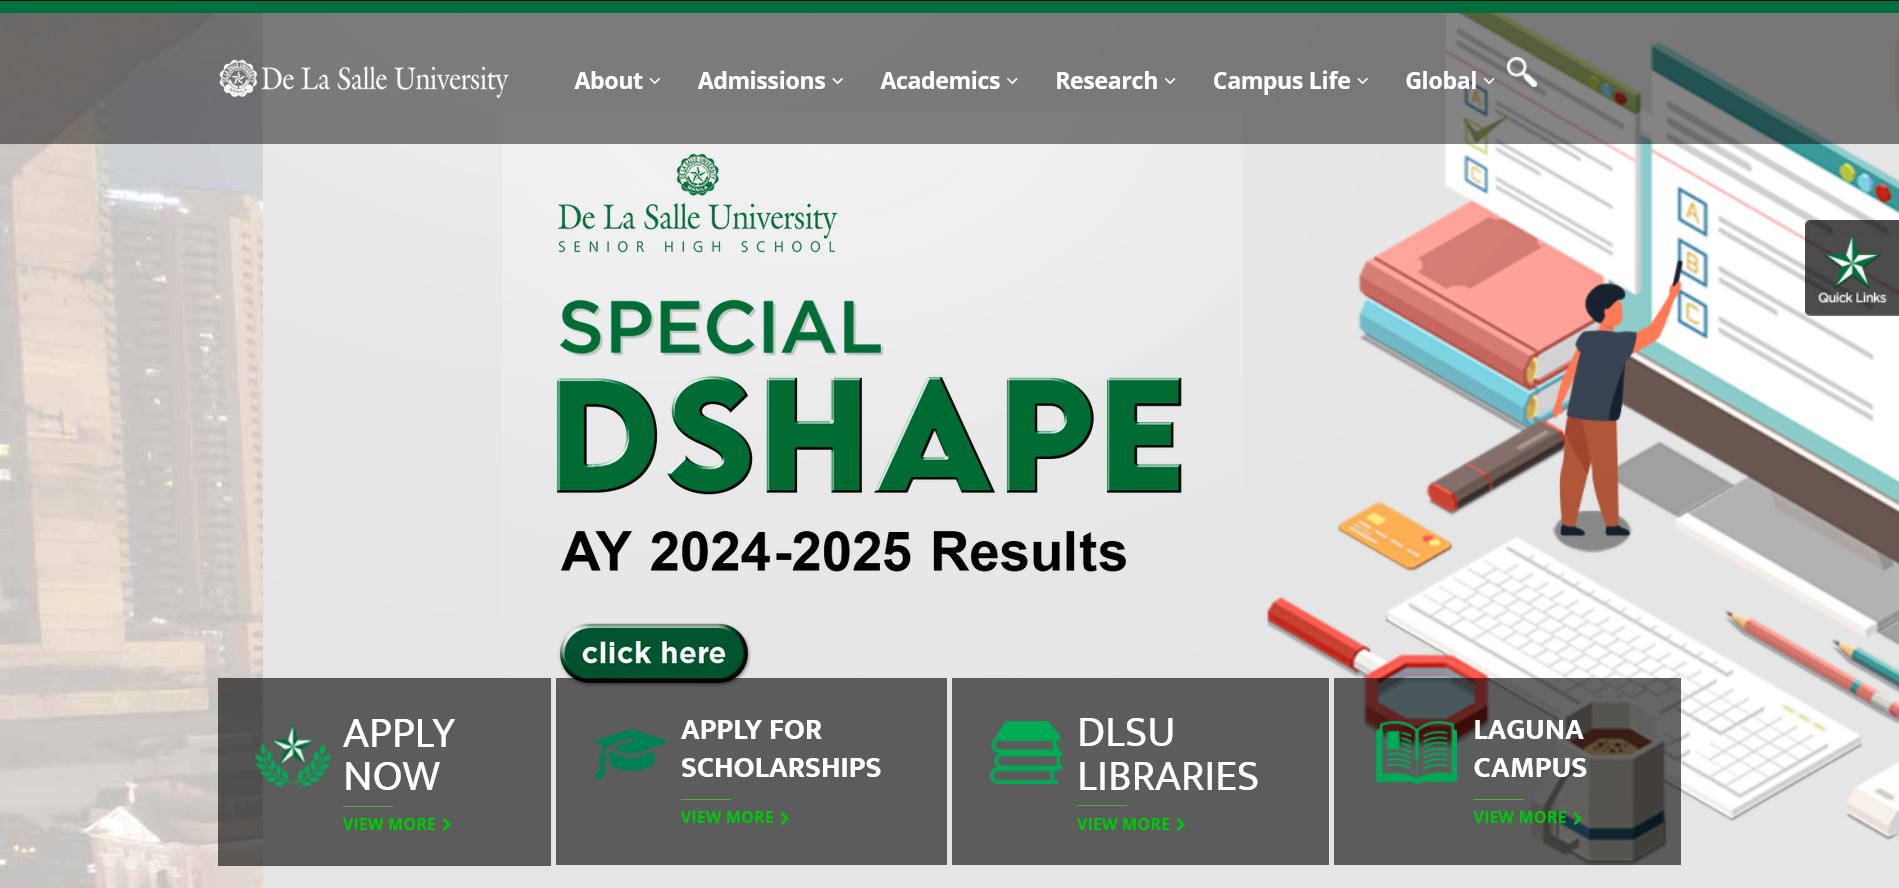 De La Salle University
About
Admissions
Academics
Research
Campus Life
Global
De La Salle University
SENIOR HIGH SCHOOL
SPECIAL
DSHAPE
AY 2024-2025 Results
click here
A
C
A
B
C
Quick Links
APPLY
NOW
VIEW MORE
APPLY FOR
SCHOLARSHIPS
VIEW MORE
DLSU
LIBRARIES
VIEW MORE
LAGUNA
CAMPUS
VIEW MORE